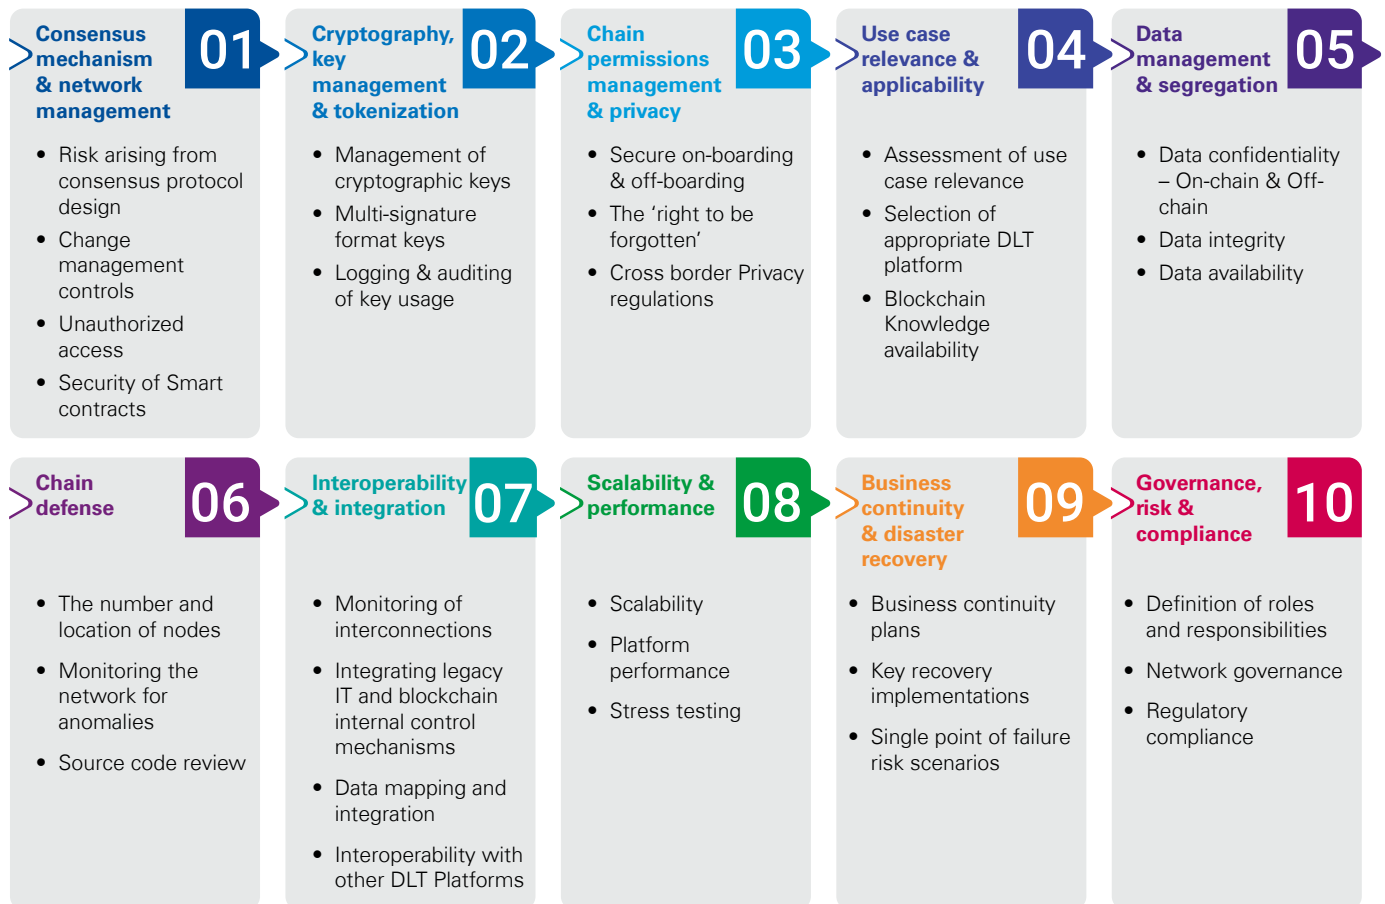 Consensus
mechanism
& network
management
01
• Risk arising from
consensus protocol
design
• Change
management
controls
• Unauthorized
access
• Security of Smart
contracts
Cryptography,
key
management
& tokenization
02
• Management of
cryptographic keys
• Multi-signature
format keys
• Logging & auditing
of key usage
Chain
permissions
management
& privacy
03
• Secure on-boarding
& off-boarding
• The ‘right to be
forgotten’
• Cross border Privacy
regulations
Use case
relevance &
applicability
04
• Assessment of use
case relevance
• Selection of
appropriate DLT
platform
• Blockchain
Knowledge
availability
Data
management
& segregation
05
• Data confidentiality
– On-chain & Off-
chain
• Data integrity
• Data availability
Chain
defense
06
• The number and
location of nodes
• Monitoring the
network for
anomalies
• Source code review
Interoperability
& integration
07
• Monitoring of
interconnections
• Integrating legacy
IT and blockchain
internal control
mechanisms
• Data mapping and
integration
• Interoperability with
other DLT Platforms
Scalability &
performance
08
• Scalability
• Platform
performance
• Stress testing
Business
continuity
& disaster
recovery
09
• Business continuity
plans
• Key recovery
implementations
• Single point of failure
risk scenarios
Governance,
risk &
compliance
10
• Definition of roles
and responsibilities
• Network governance
• Regulatory
compliance